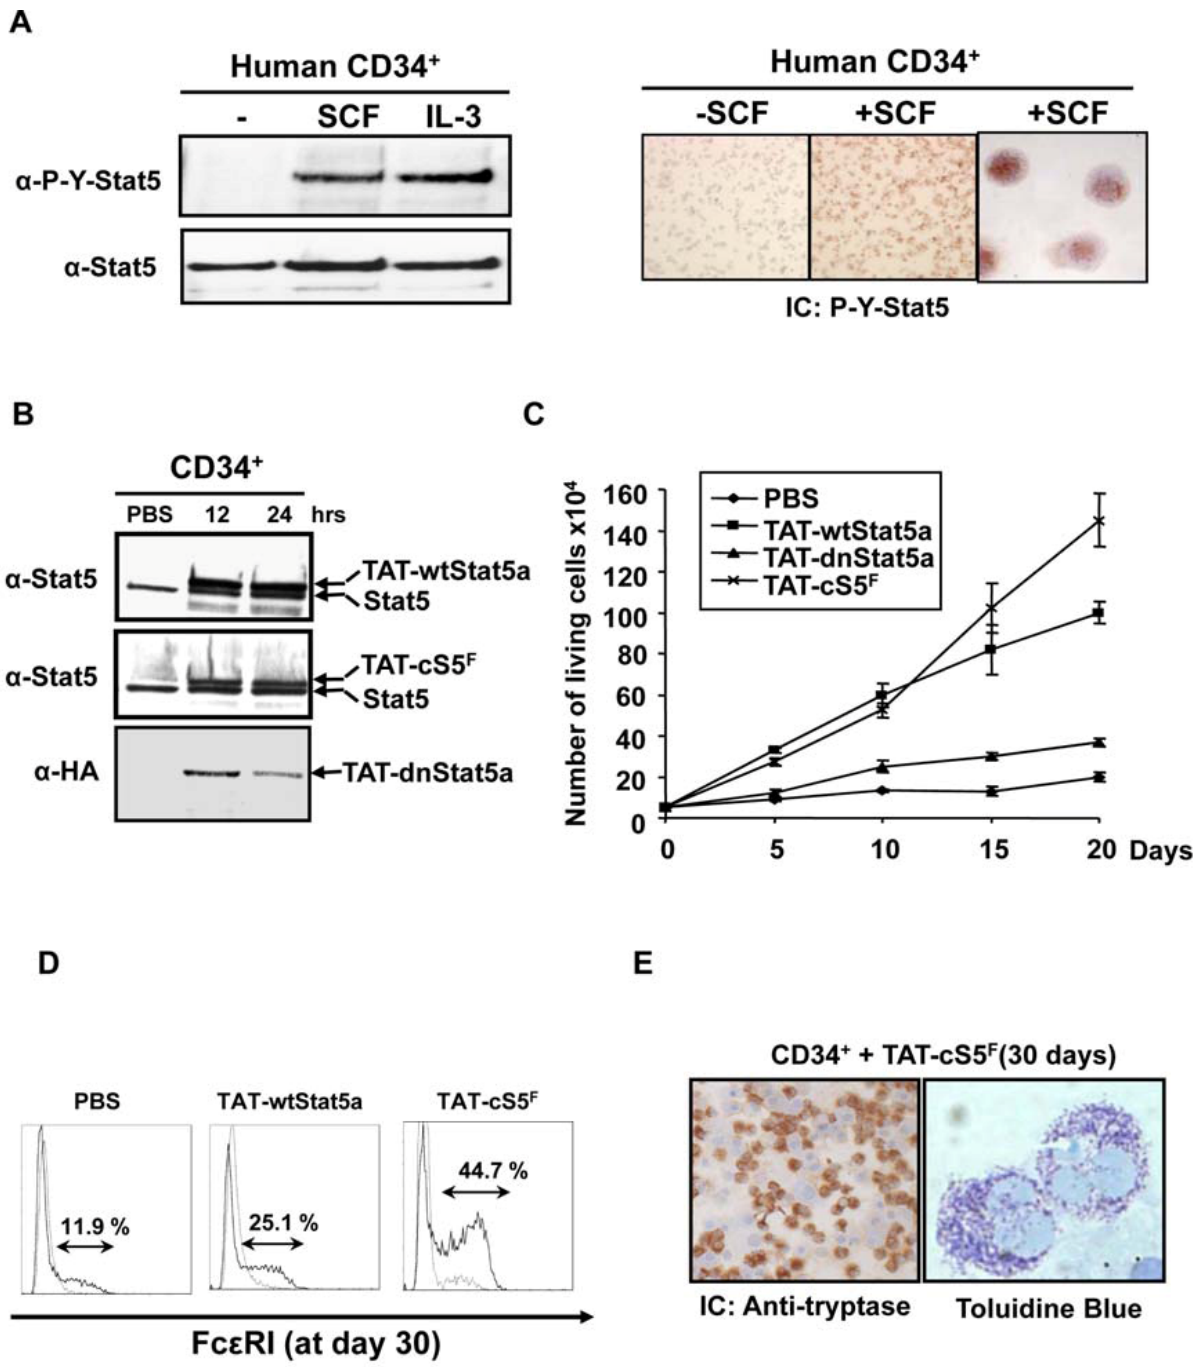 A
Human CD34+
- SCF IL-3
α-P-Y-Stat5
α-Stat5
Human CD34+
-SCF +SCF +SCF
IC: P-Y-Stat5
B
CD34+
PBS 12 24 hrs
α-Stat5
TAT-wtStat5a
Stat5
α-Stat5
TAT-cS5F
Stat5
α-HA
TAT-dnStat5a
C
Number of living cells x104
160
140
120
100
80
60
40
20
0
PBS
TAT-wtStat5a
TAT-dnStat5a
TAT-cS5F
0 5 10 15 20 Days
D
PBS TAT-wtStat5a TAT-cS5F
11.9 % 25.1 % 44.7 %
FcεRI (at day 30)
E
CD34+ + TAT-cS5F(30 days)
IC: Anti-tryptase Toluidine Blue